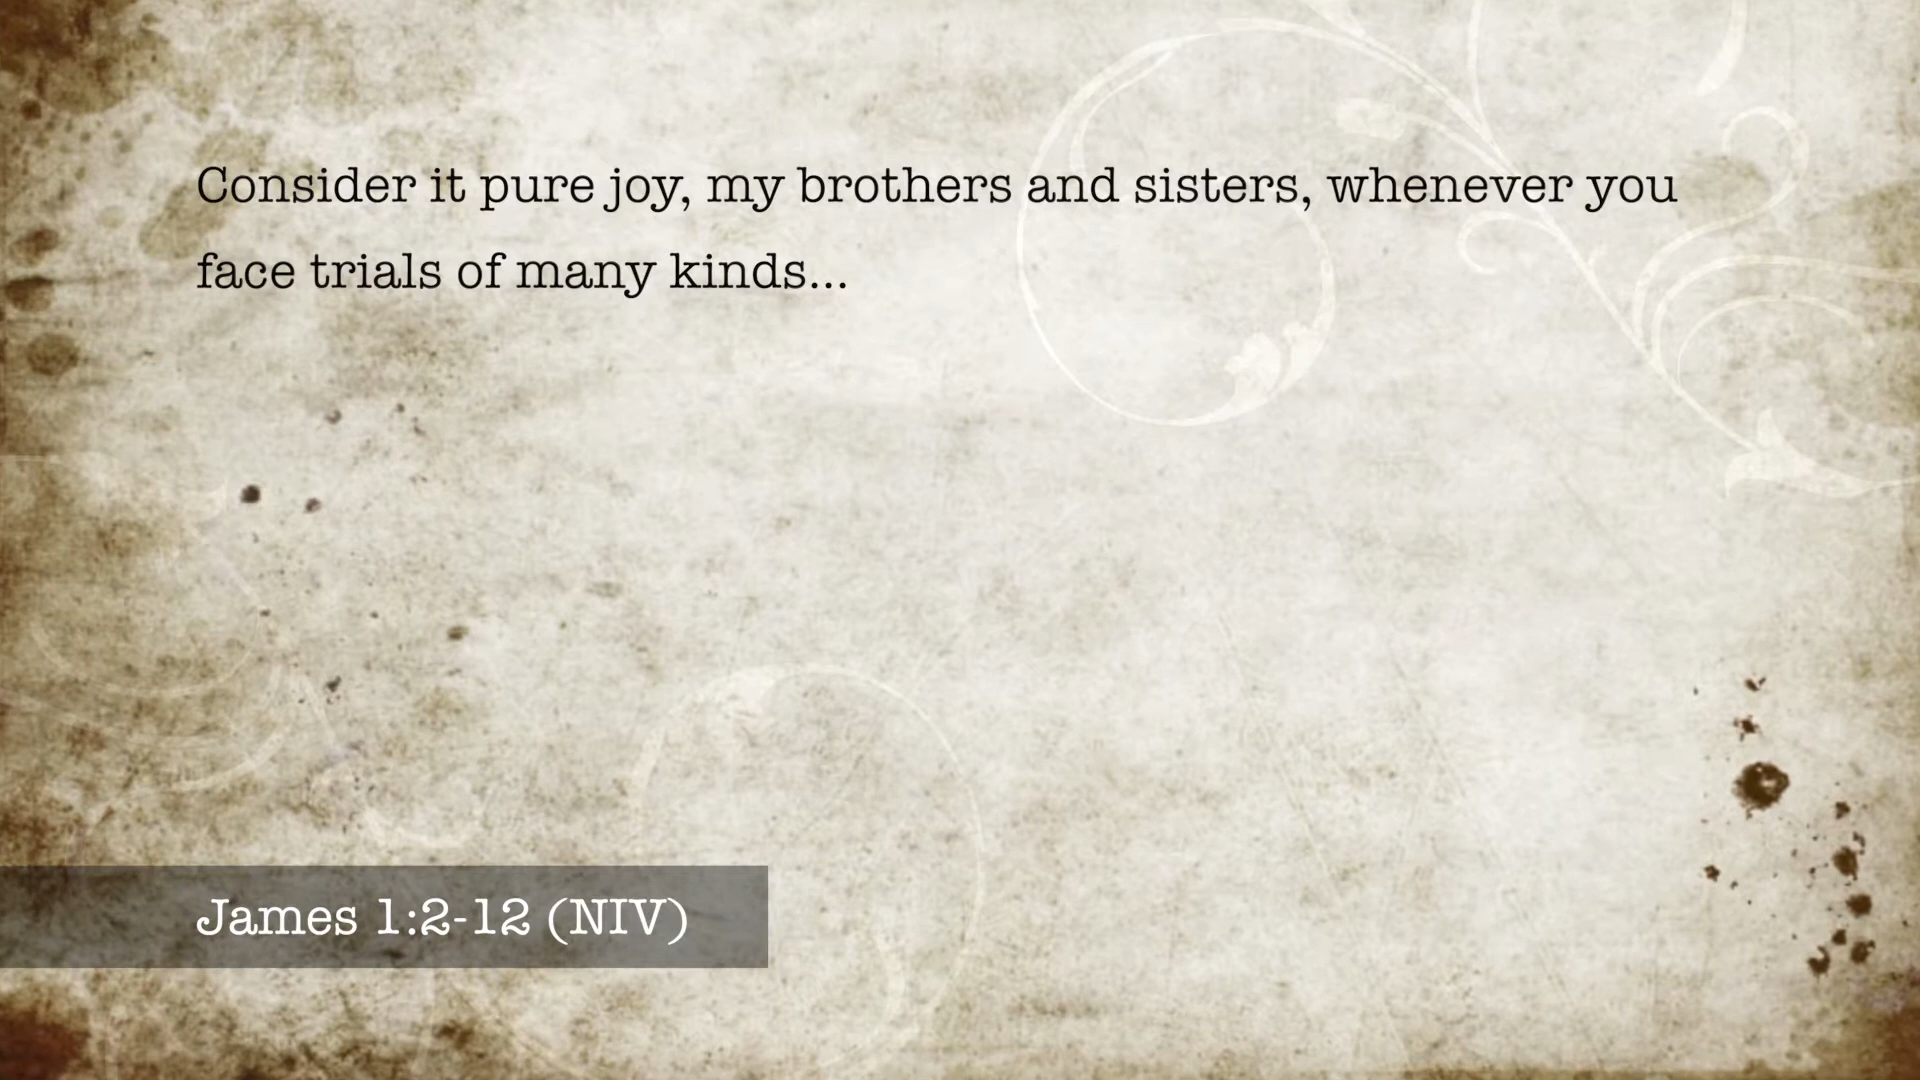 Consider it pure joy, my brothers and sisters, whenever you
face trials of many kinds...
James 1:2-12 (NIV)